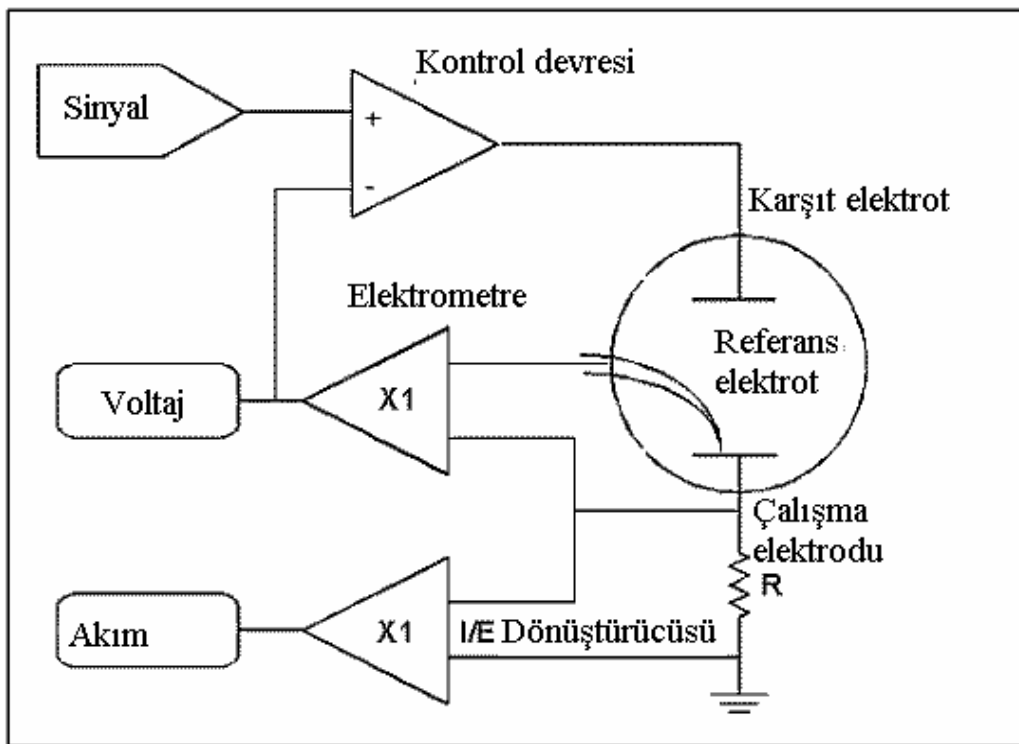 Kontrol devresi
Sinyal
+
-
Karşıt elektrot
Elektrometre
Referans
elektrot
Voltaj
X1
Çalışma
elektrodu
R
Akım
X1
I/E Dönüştürücüsü